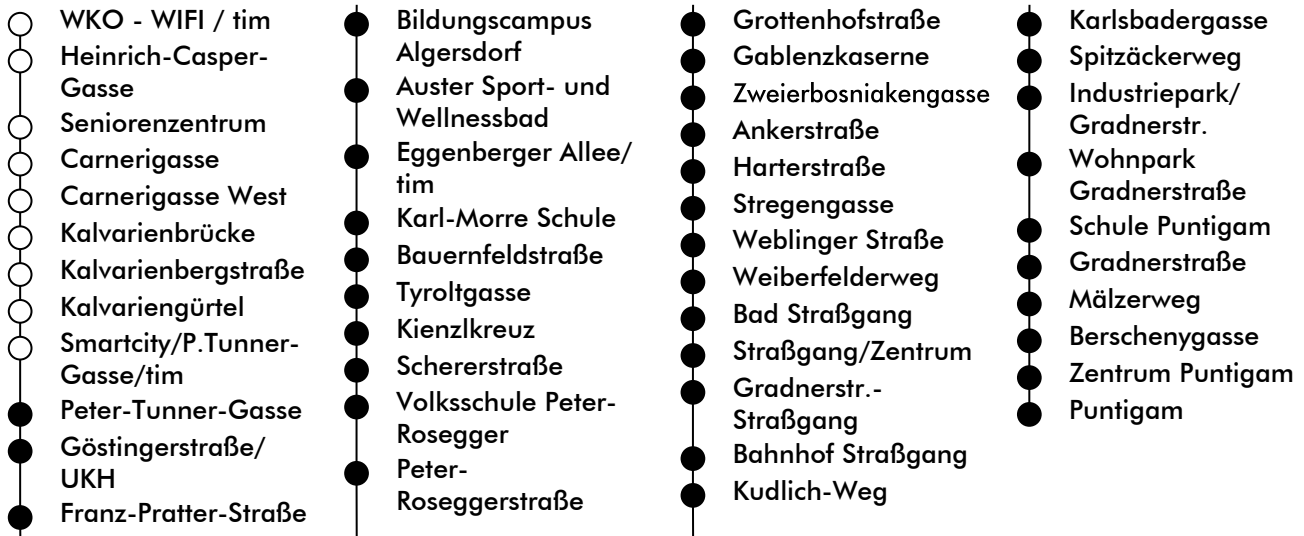 WKO - WIFI / tim
Heinrich-Casper-
Gasse
Seniorenzentrum
Carnerigasse
Carnerigasse West
Kalvarienbrücke
Kalvarienbergstraße
Kalvariengürtel
Smartcity/P.Tunner-
Gasse/tim
Peter-Tunner-Gasse
Göstingerstraße/
UKH
Franz-Pratter-Straße
Bildungscampus
Algersdorf
Auster Sport- und
Wellnessbad
Eggenberger Allee/
tim
Karl-Morre Schule
Bauernfeldstraße
Tyroltgasse
Kienzlkreuz
Schererstraße
Volksschule Peter-
Rosegger
Peter-
Roseggerstraße
Grottenhofstraße
Gablenzkaserne
Zweierbosniakengasse
Ankerstraße
Harterstraße
Stregengasse
Weblinger Straße
Weiberfelderweg
Bad Straßgang
Straßgang/Zentrum
Gradnerstr.-
Straßgang
Bahnhof Straßgang
Kudlich-Weg
Karlsbadergasse
Spitzäckerweg
Industriepark/
Gradnerstr.
Wohnpark
Gradnerstraße
Schule Puntigam
Gradnerstraße
Mälzerweg
Berschenygasse
Zentrum Puntigam
Puntigam